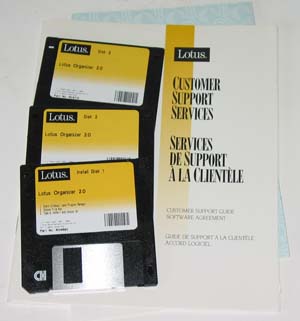 Lotus.
Disk 3
Lotus Organizer 2.0
Lotus.
Disk 2
Lotus Organizer 2.0
Lotus.
Install Disk 1
Lotus Organizer 2.0
Lotus.
CUSTOMER
SUPPORT
SERVICES
SERVICES
DE SUPPORT
À LA CLIENTÈLE
CUSTOMER SUPPORT GUIDE
SOFTWARE AGREEMENT
GUIDE DE SUPPORT À LA CLIENTÈLE
ACCORD LOGICIEL